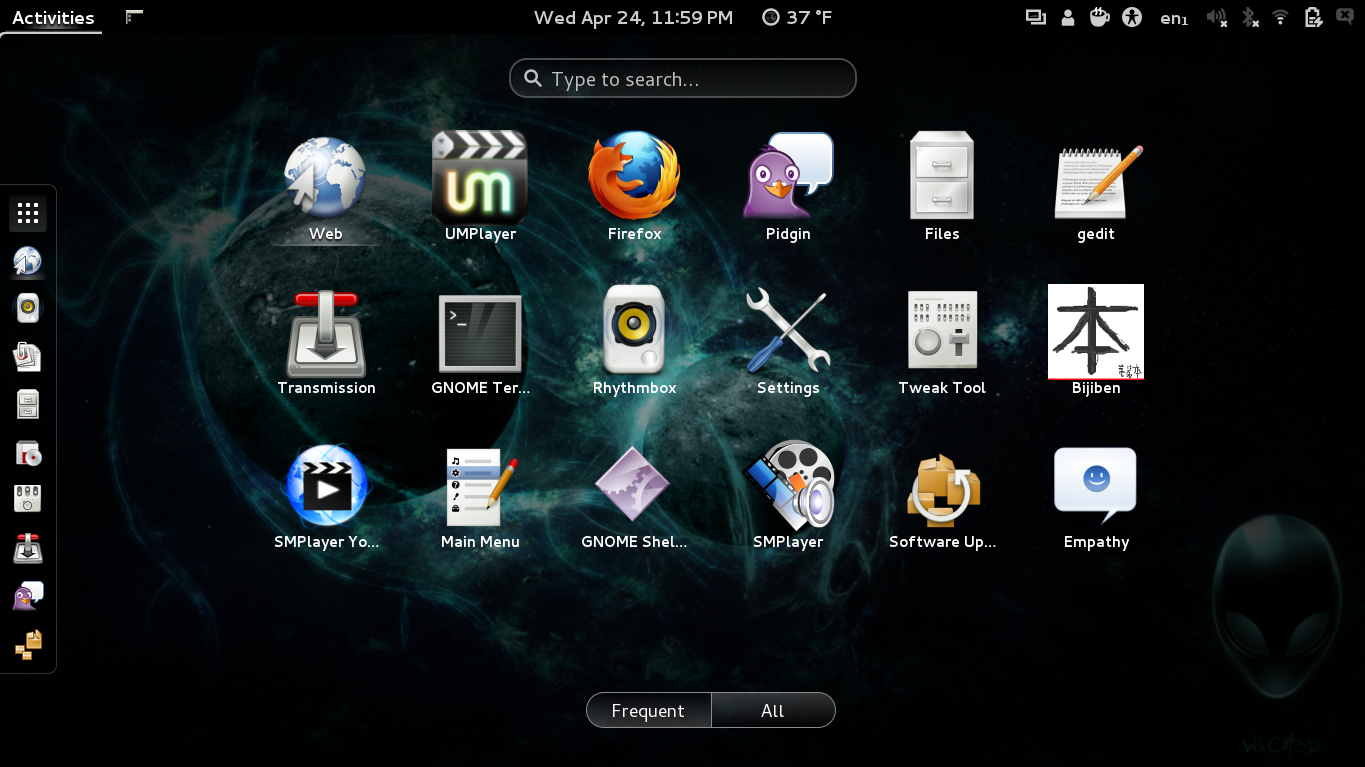 Activities
Wed Apr 24, 11:59 PM
37 °F
en₁
Type to search...
Web
UMPlayer
Firefox
Pidgin
Files
gedit
Transmission
GNOME Ter...
Rhythmbox
Settings
Tweak Tool
Bijiben
SMPlayer Yo...
Main Menu
GNOME Shel...
SMPlayer
Software Up...
Empathy
Frequent
All